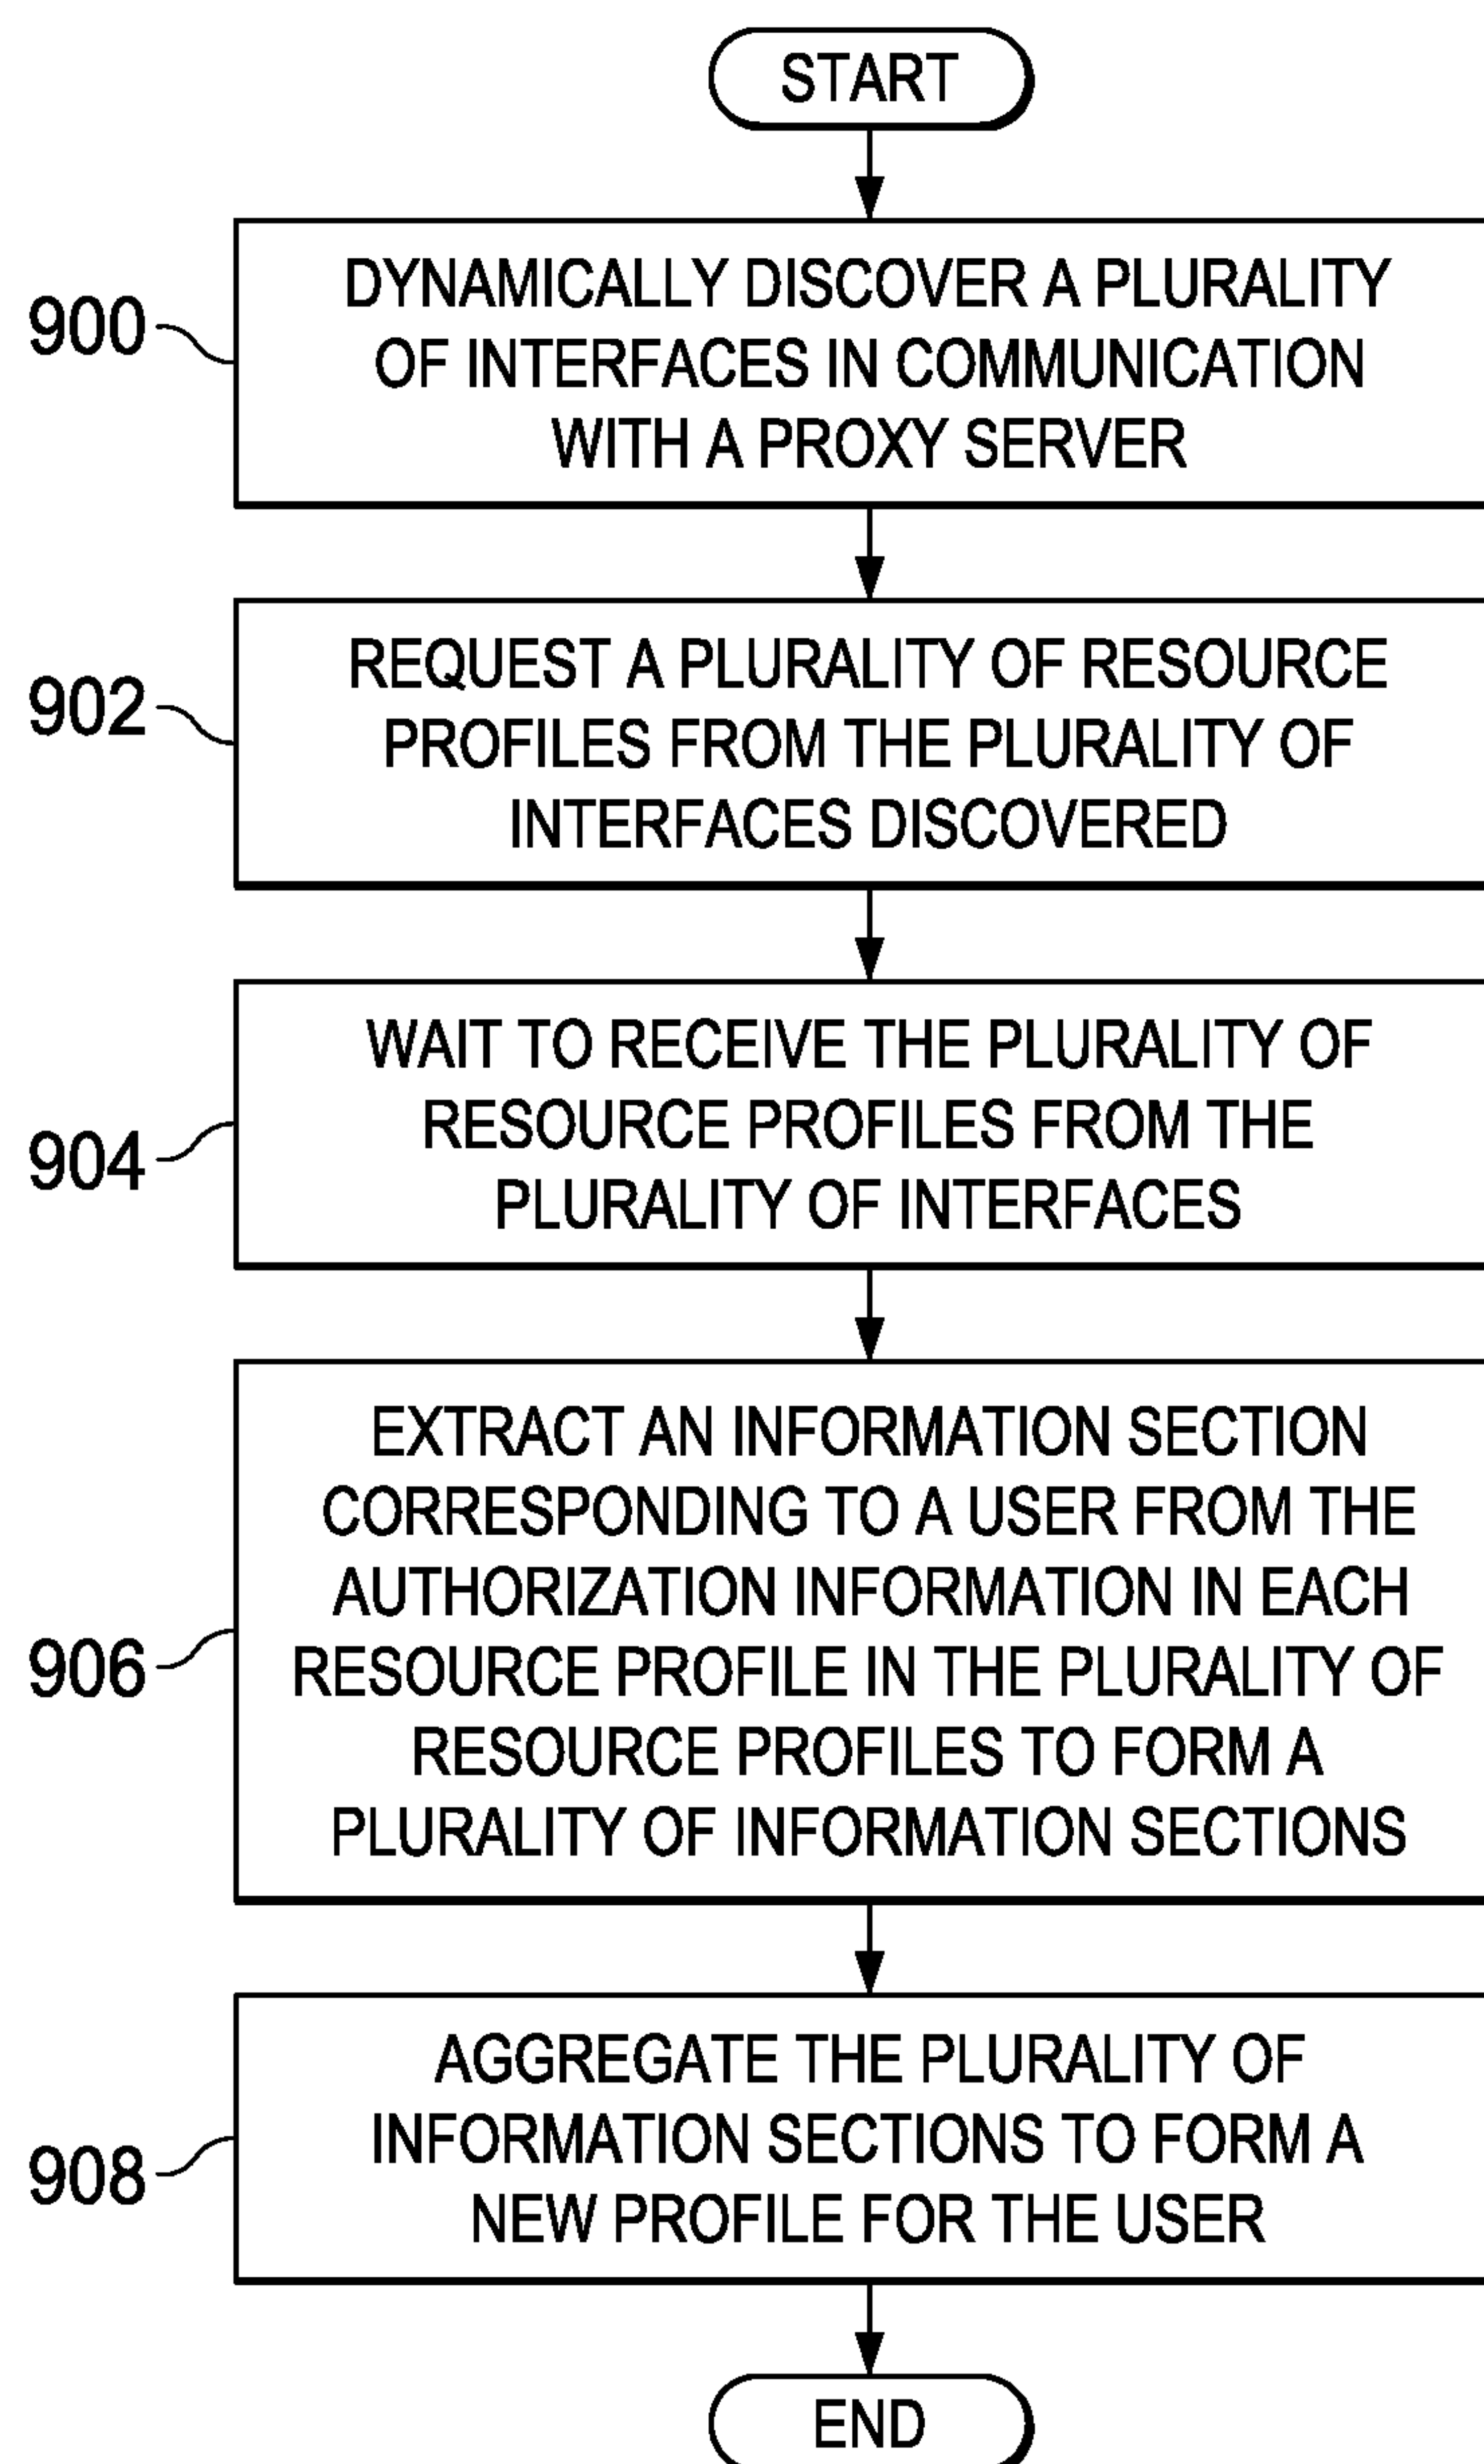 START
900
DYNAMICALLY DISCOVER A PLURALITY
OF INTERFACES IN COMMUNICATION
WITH A PROXY SERVER
902
REQUEST A PLURALITY OF RESOURCE
PROFILES FROM THE PLURALITY OF
INTERFACES DISCOVERED
904
WAIT TO RECEIVE THE PLURALITY OF
RESOURCE PROFILES FROM THE
PLURALITY OF INTERFACES
906
EXTRACT AN INFORMATION SECTION
CORRESPONDING TO A USER FROM THE
AUTHORIZATION INFORMATION IN EACH
RESOURCE PROFILE IN THE PLURALITY OF
RESOURCE PROFILES TO FORM A
PLURALITY OF INFORMATION SECTIONS
908
AGGREGATE THE PLURALITY OF
INFORMATION SECTIONS TO FORM A
NEW PROFILE FOR THE USER
END